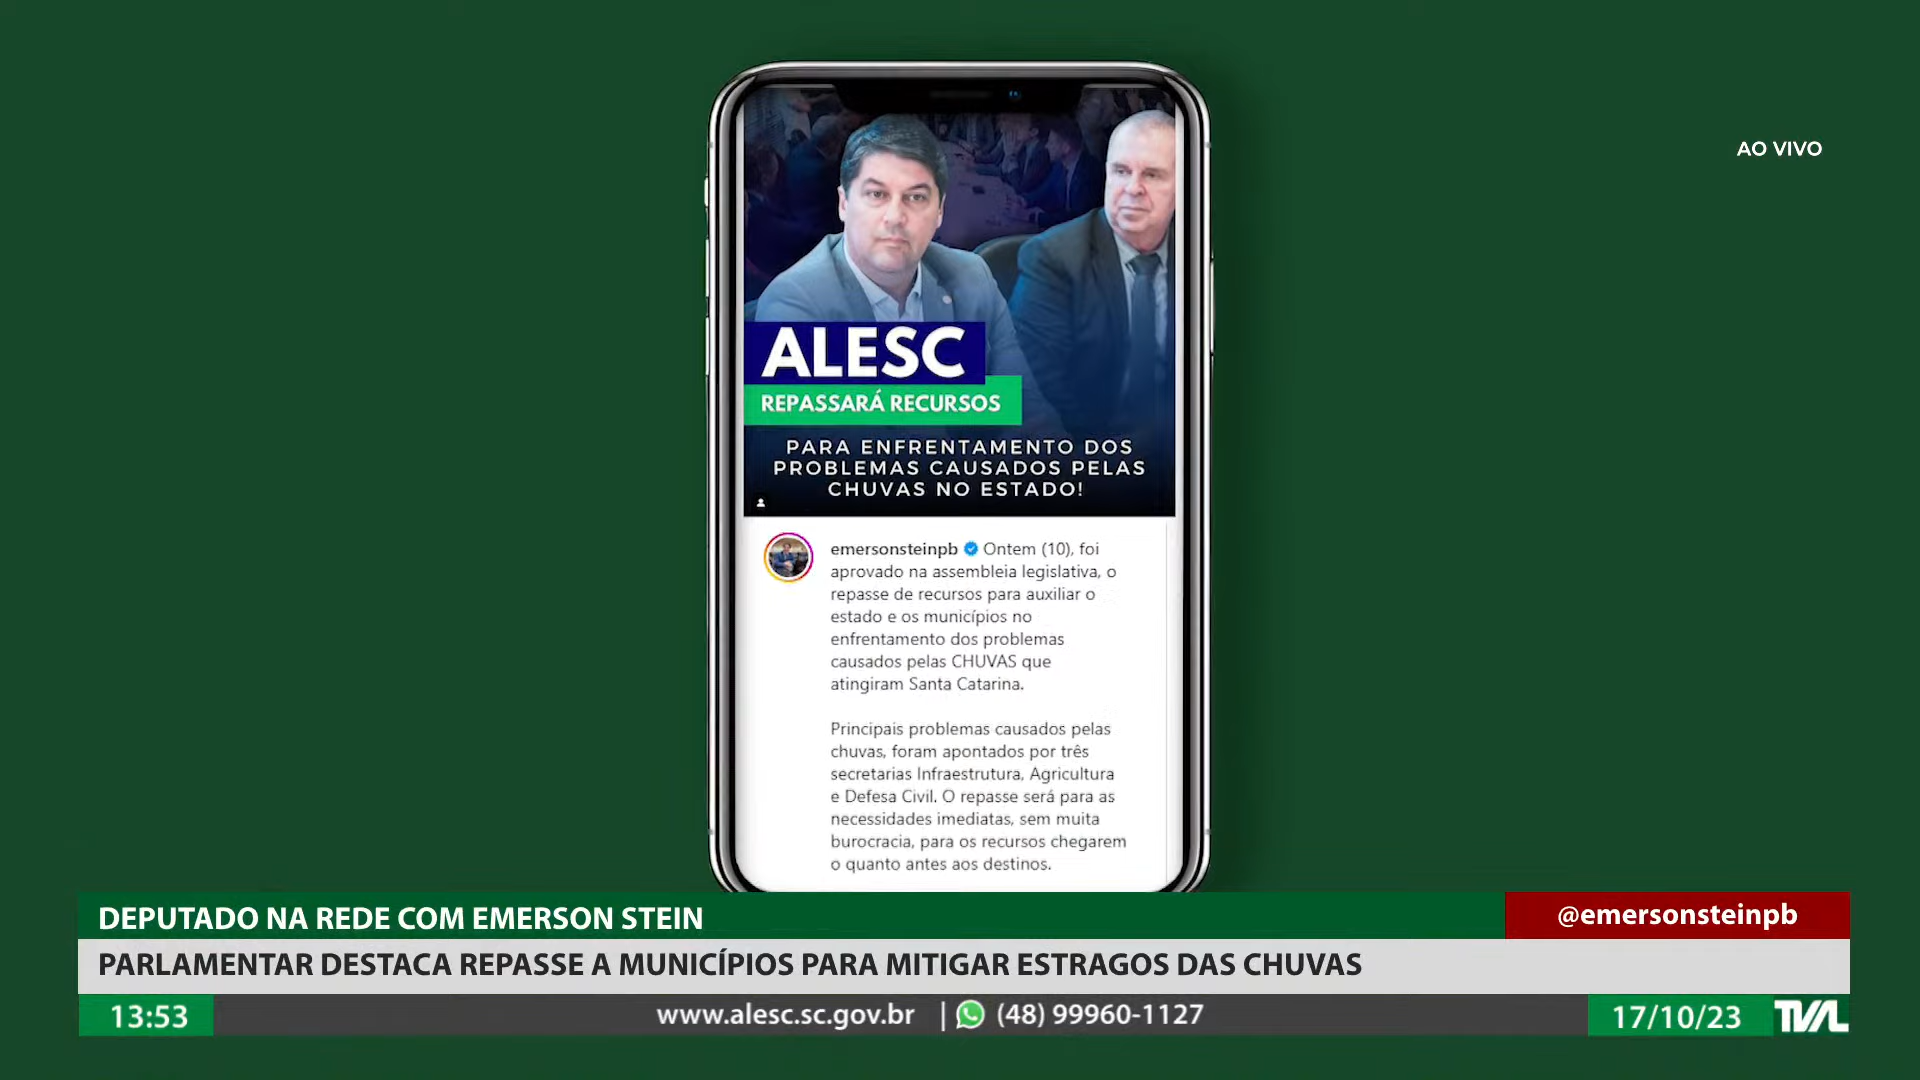 AO VIVO
ALESC
REPASSARÁ RECURSOS
PARA ENFRENTAMENTO DOS
PROBLEMAS CAUSADOS PELAS
CHUVAS NO ESTADO!
emersonsteinpb Ontem (10), foi
aprovado na assembleia legislativa, o
repasse de recursos para auxiliar o
estado e os municípios no
enfrentamento dos problemas
causados pelas CHUVAS que
atingiram Santa Catarina.
Principais problemas causados pelas
chuvas, foram apontados por três
secretarias Infraestrutura, Agricultura
e Defesa Civil. O repasse será para as
necessidades imediatas, sem muita
burocracia, para os recursos chegarem
o quanto antes aos destinos.
DEPUTADO NA REDE COM EMERSON STEIN
@emersonsteinpb
PARLAMENTAR DESTACA REPASSE A MUNICÍPIOS PARA MITIGAR ESTRAGOS DAS CHUVAS
13:53
www.alesc.sc.gov.br | (48) 99960-1127
17/10/23
TVAL